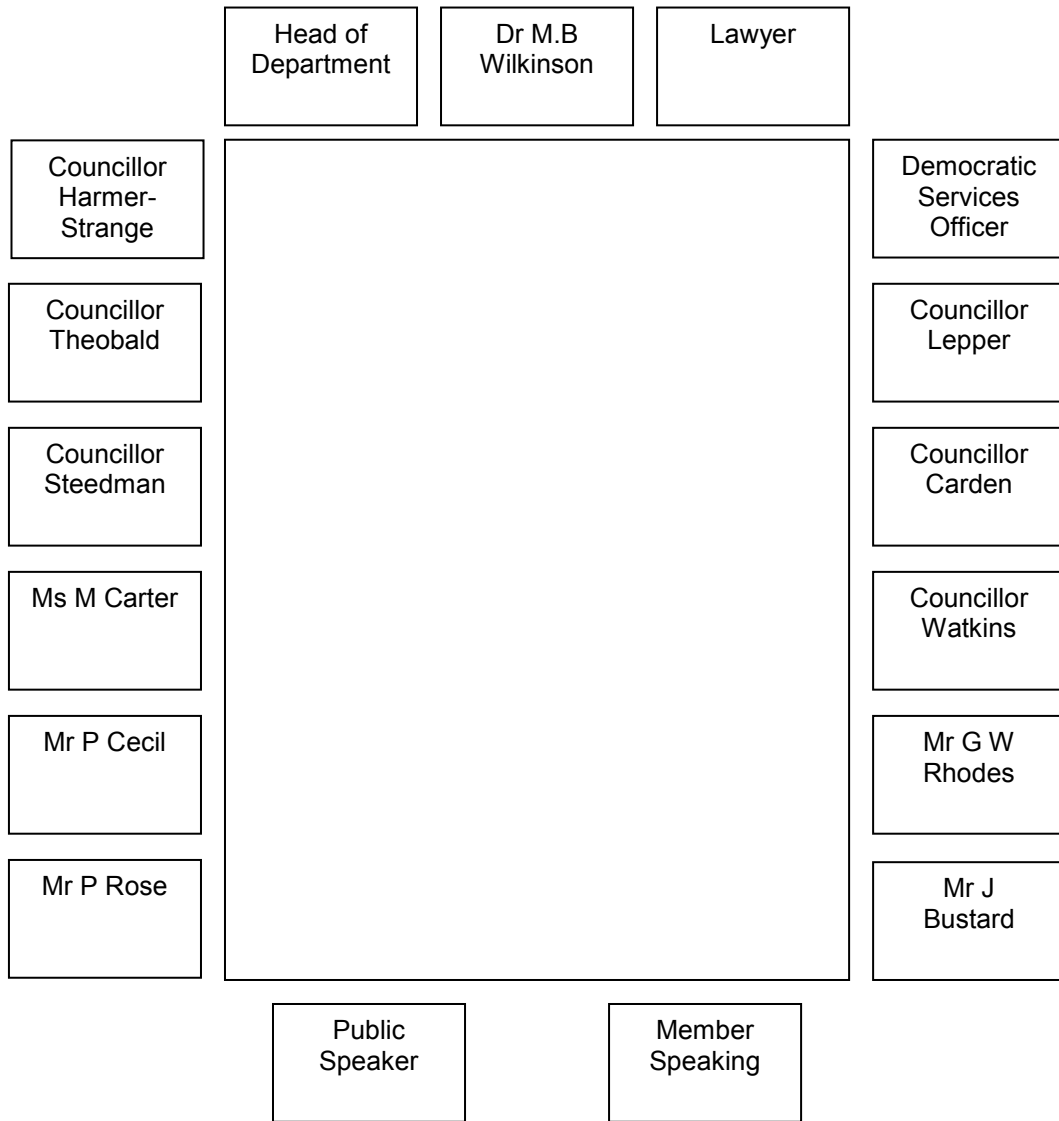 Head of
Department
Dr M.B
Wilkinson
Lawyer
Councillor
Harmer-
Strange
Democratic
Services
Officer
Councillor
Theobald
Councillor
Lepper
Councillor
Steedman
Councillor
Carden
Ms M Carter
Councillor
Watkins
Mr P Cecil
Mr G W
Rhodes
Mr P Rose
Mr J
Bustard
Public
Speaker
Member
Speaking